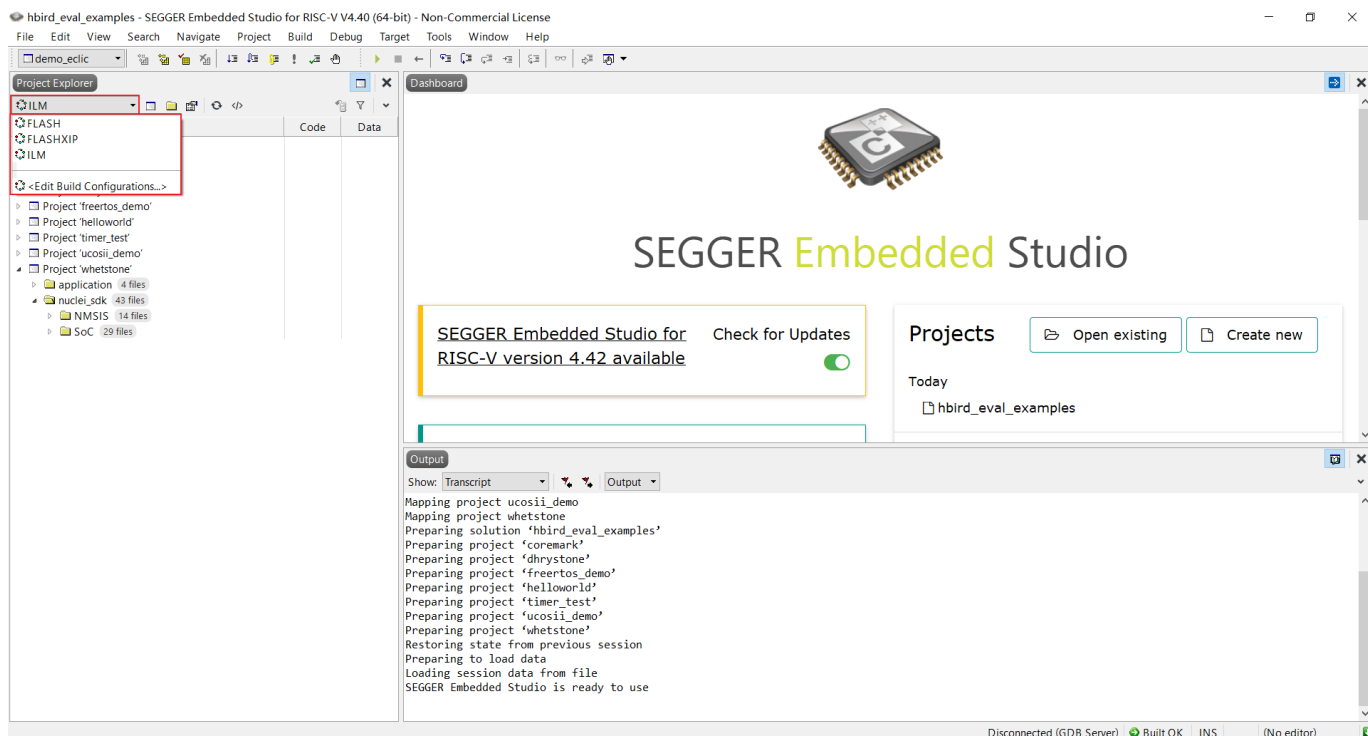 hbird_eval_examples - SEGGER Embedded Studio for RISC-V V4.40 (64-bit) - Non-Commercial License
File Edit View Search Navigate Project Build Debug Target Tools Window Help
demo_eclic
Project Explorer
ILM
FLASH
FLASHXIP
ILM
<Edit Build Configurations...>
Code Data
Project 'freertos_demo'
Project 'helloworld'
Project 'timer_test'
Project 'ucosii_demo'
Project 'whetstone'
application 4 files
nuclei_sdk 43 files
NMSIS 14 files
SoC 29 files
Dashboard
C
SEGGER Embedded Studio
SEGGER Embedded Studio for
RISC-V version 4.42 available
Check for Updates
Projects
Open existing
Create new
Today
hbird_eval_examples
Output
Show: Transcript
Output
Mapping project ucosii_demo
Mapping project whetstone
Preparing solution ‘hbird_eval_examples’
Preparing project ‘coremark’
Preparing project ‘dhrystone’
Preparing project ‘freertos_demo’
Preparing project ‘helloworld’
Preparing project ‘timer_test’
Preparing project ‘ucosii_demo’
Preparing project ‘whetstone’
Restoring state from previous session
Preparing to load data
Loading session data from file
SEGGER Embedded Studio is ready to use
Disconnected (GDB Server) Built OK INS (No editor)